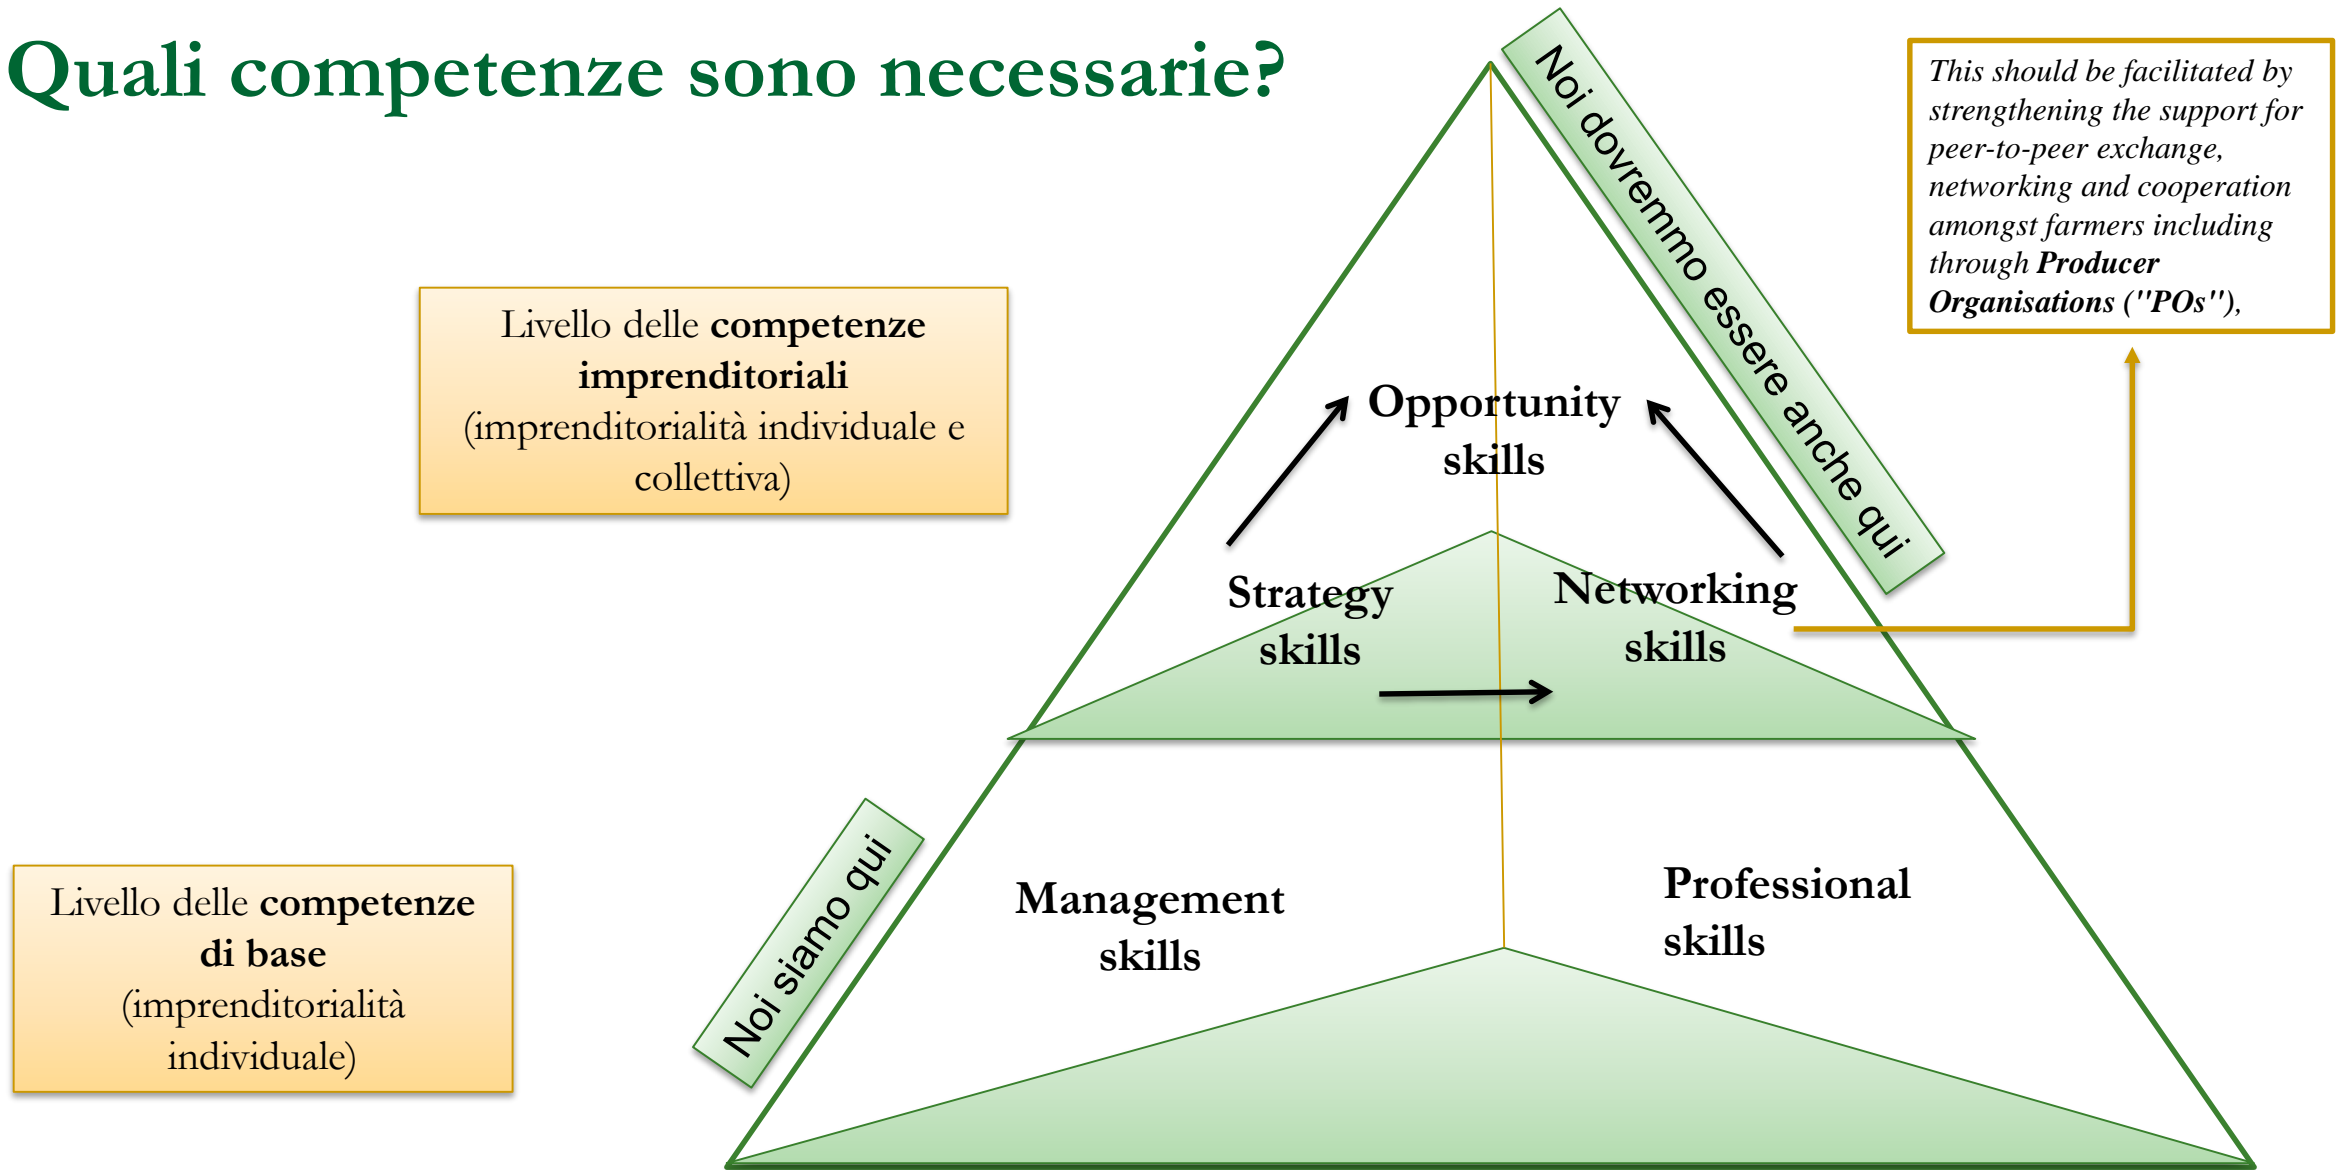 Quali competenze sono necessarie?
Noi dovremmo essere anche qui
This should be facilitated by
strengthening the support for
peer-to-peer exchange,
networking and cooperation
amongst farmers including
through Producer
Organisations ("POs"),
Livello delle competenze
imprenditoriali
(imprenditorialità individuale e
collettiva)
Opportunity
skills
Strategy
skills
Networking
skills
Noi siamo qui
Livello delle competenze
di base
(imprenditorialità
individuale)
Management
skills
Professional
skills